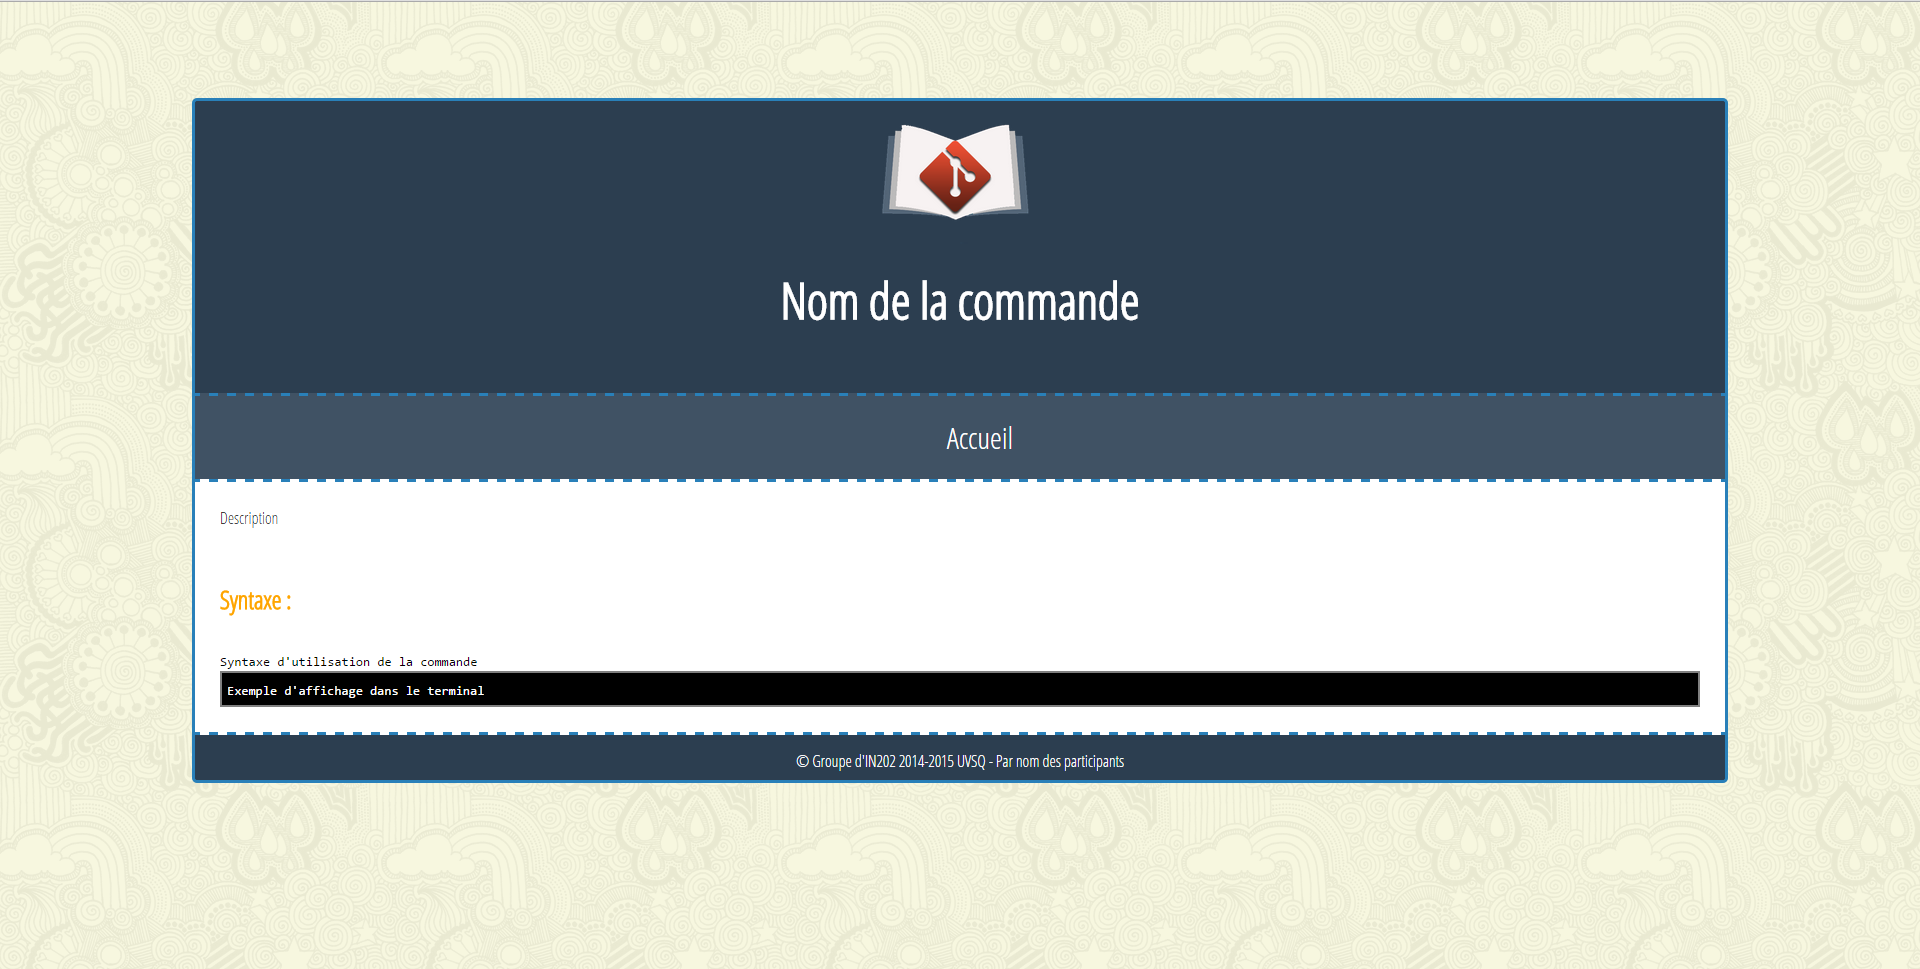 Nom de la commande
Accueil
Description
Syntaxe :
Syntaxe d'utilisation de la commande
Exemple d'affichage dans le terminal
© Groupe d'IN202 2014-2015 UVSQ - Par nom des participants